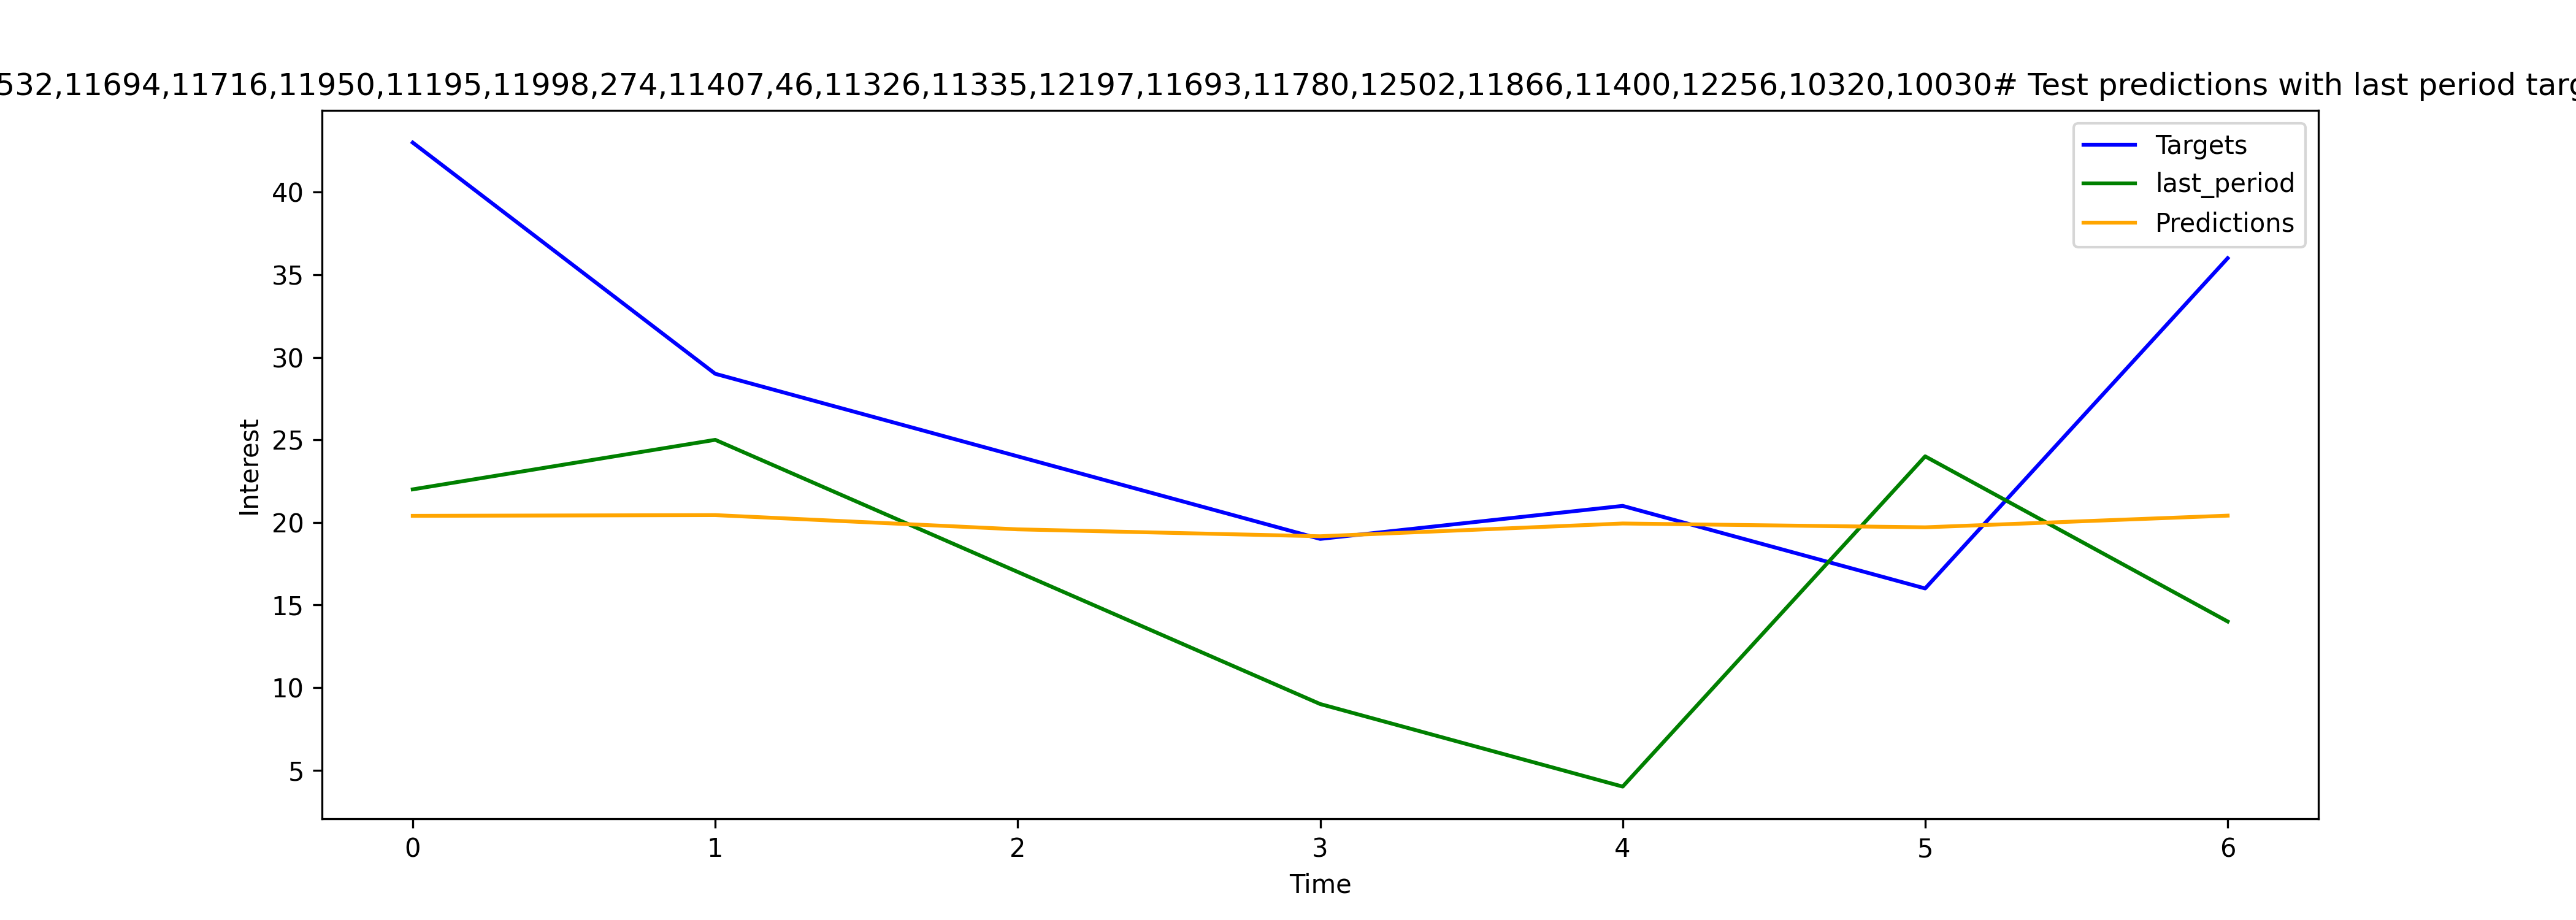 532,11694,11716,11950,11195,11998,274,11407,46,11326,11335,12197,11693,11780,12502,11866,11400,12256,10320,10030# Test predictions with last period targ
Targets
last_period
Predictions
40
35
30
25
20
15
10
5
Interest
0 1 2 3 4 5 6
Time